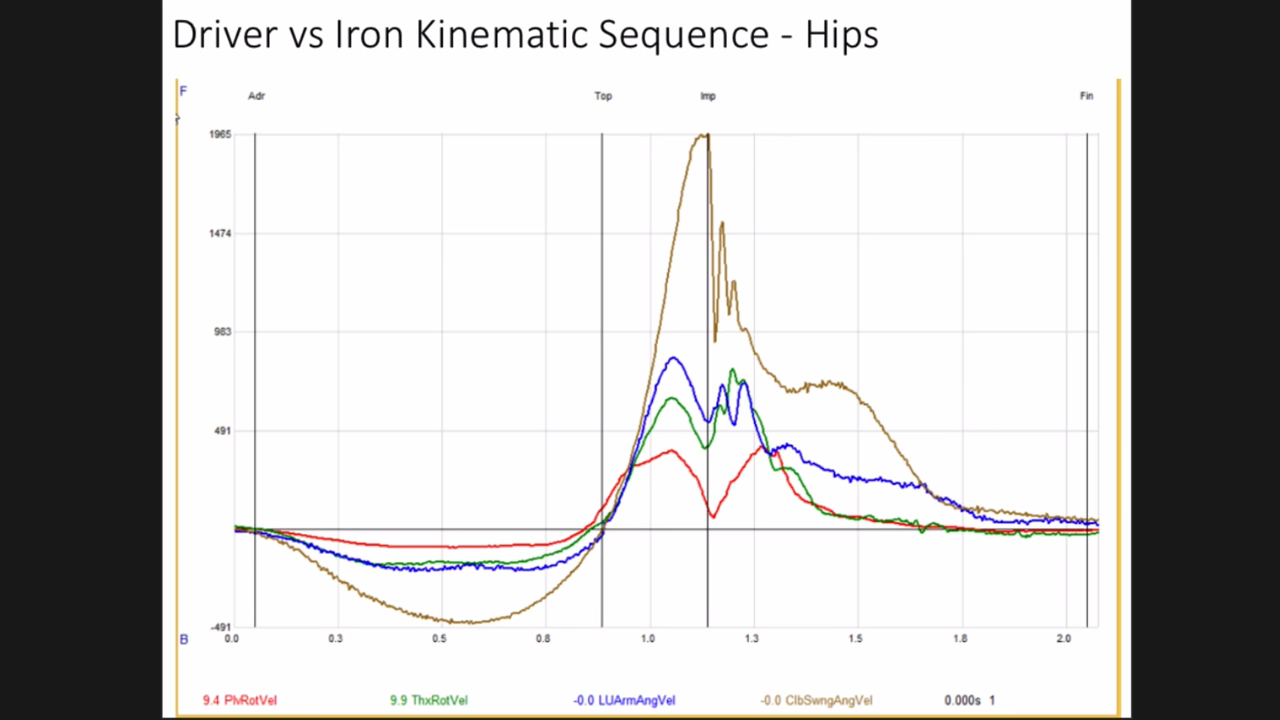 Driver vs Iron Kinematic Sequence - Hips
F
Adr Top Imp Fin
1965
1474
983
491
-491
B 0.0 0.3 0.5 0.8 1.0 1.3 1.5 1.8 2.0
9.4 PlvRotVel 9.9 ThxRotVel -0.0 LUArmAngVel -0.0 ClbSwngAngVel 0.000s 1